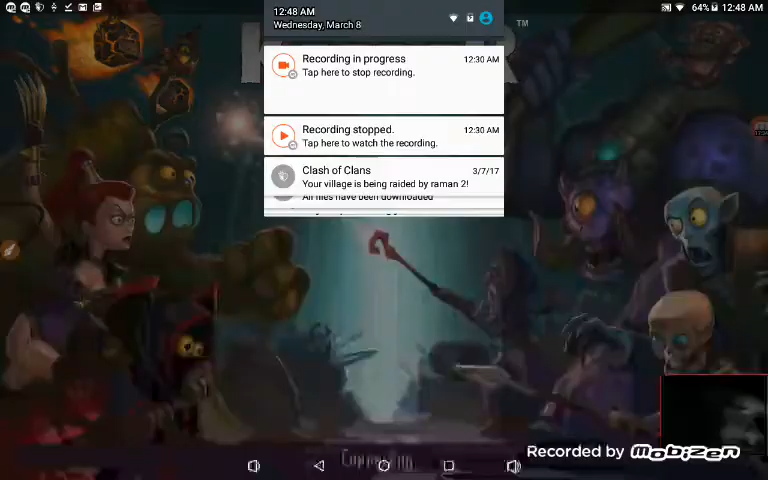 12:48 AM
Wednesday, March 8
64% 12:48 AM
TM
Recording in progress 12:30 AM
Tap here to stop recording.
Recording stopped. 12:30 AM
Tap here to watch the recording.
Clash of Clans 3/7/17
Your village is being raided by raman 2!
All files have been downloaded
Recorded by Mobizen